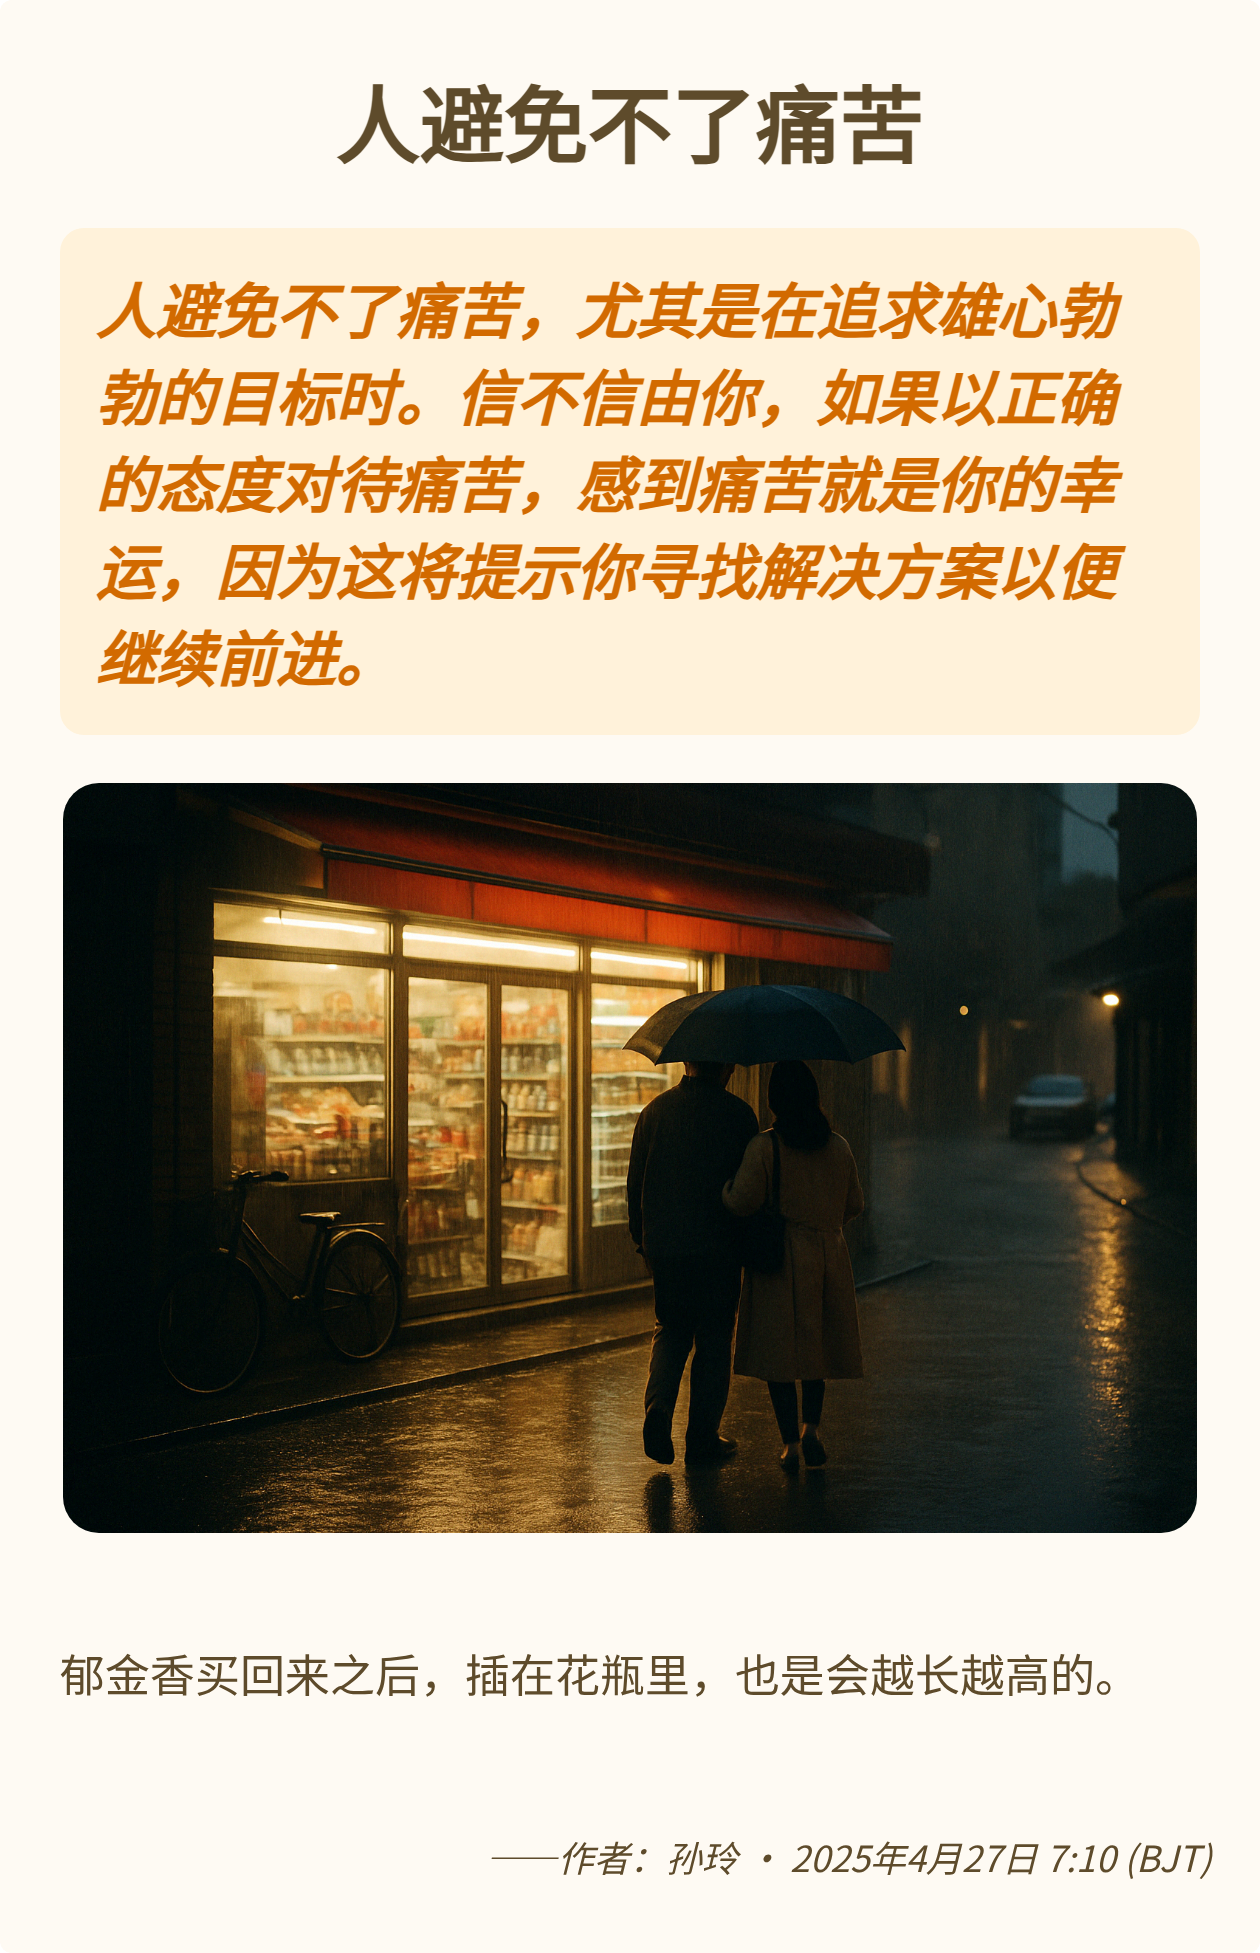 人避免不了痛苦
人避免不了痛苦，尤其是在追求雄心勃
勃的目标时。信不信由你，如果以正确
的态度对待痛苦，感到痛苦就是你的幸
运，因为这将提示你寻找解决方案以便
继续前进。
郁金香买回来之后，插在花瓶里，也是会越长越高的。
——作者：孙玲 • 2025年4月27日 7:10 (BJT)